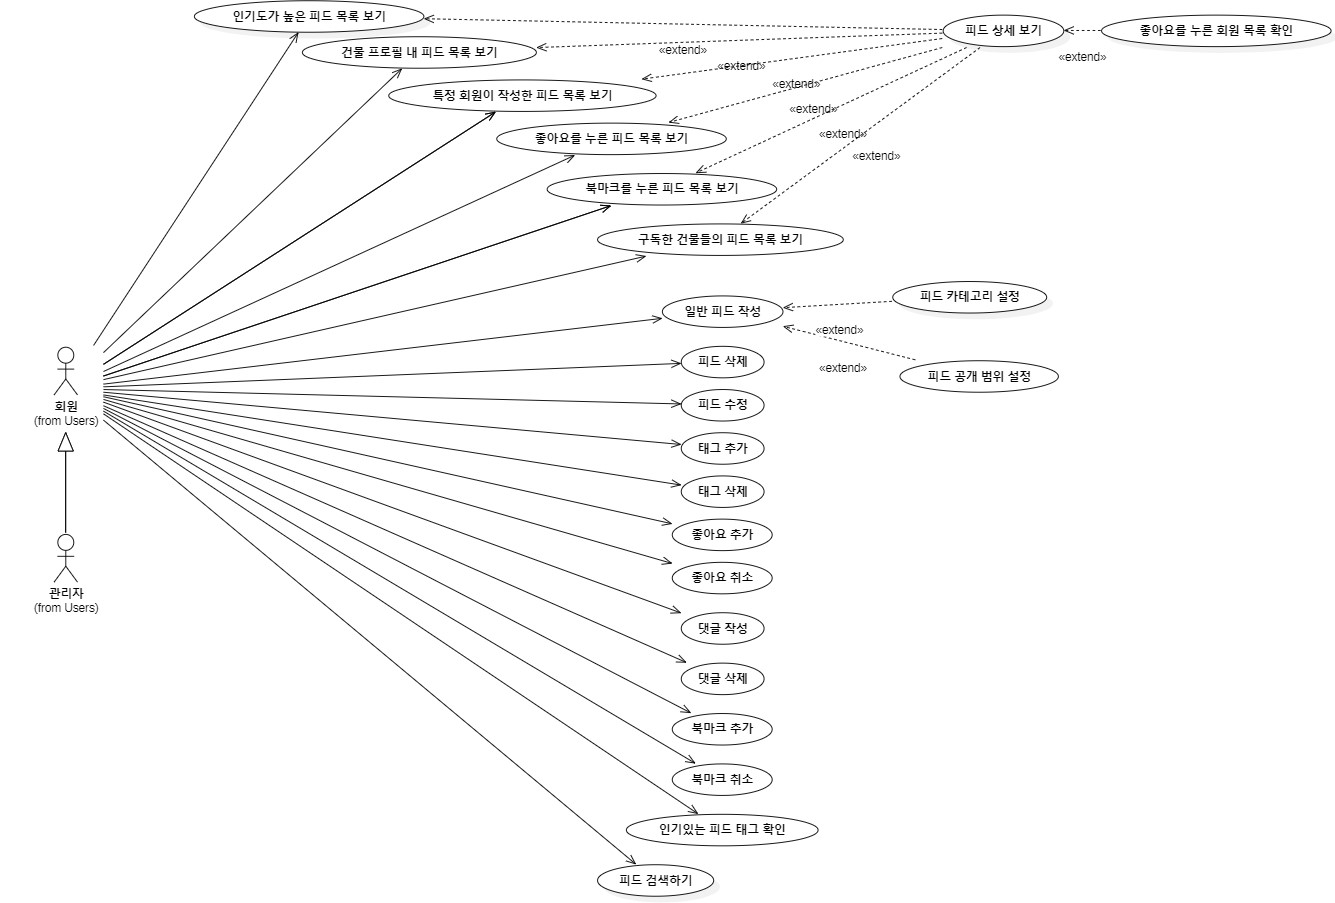 인기도가 높은 피드 목록 보기
피드 상세 보기
좋아요를 누른 회원 목록 확인
건물 프로필 내 피드 목록 보기
«extend»
«extend»
«extend»
특정 회원이 작성한 피드 목록 보기
«extend»
«extend»
좋아요를 누른 피드 목록 보기
«extend»
«extend»
북마크를 누른 피드 목록 보기
구독한 건물들의 피드 목록 보기
일반 피드 작성
피드 카테고리 설정
«extend»
피드 삭제
«extend»
피드 공개 범위 설정
회원
(from Users)
피드 수정
태그 추가
태그 삭제
좋아요 추가
좋아요 취소
관리자
(from Users)
댓글 작성
댓글 삭제
북마크 추가
북마크 취소
인기있는 피드 태그 확인
피드 검색하기